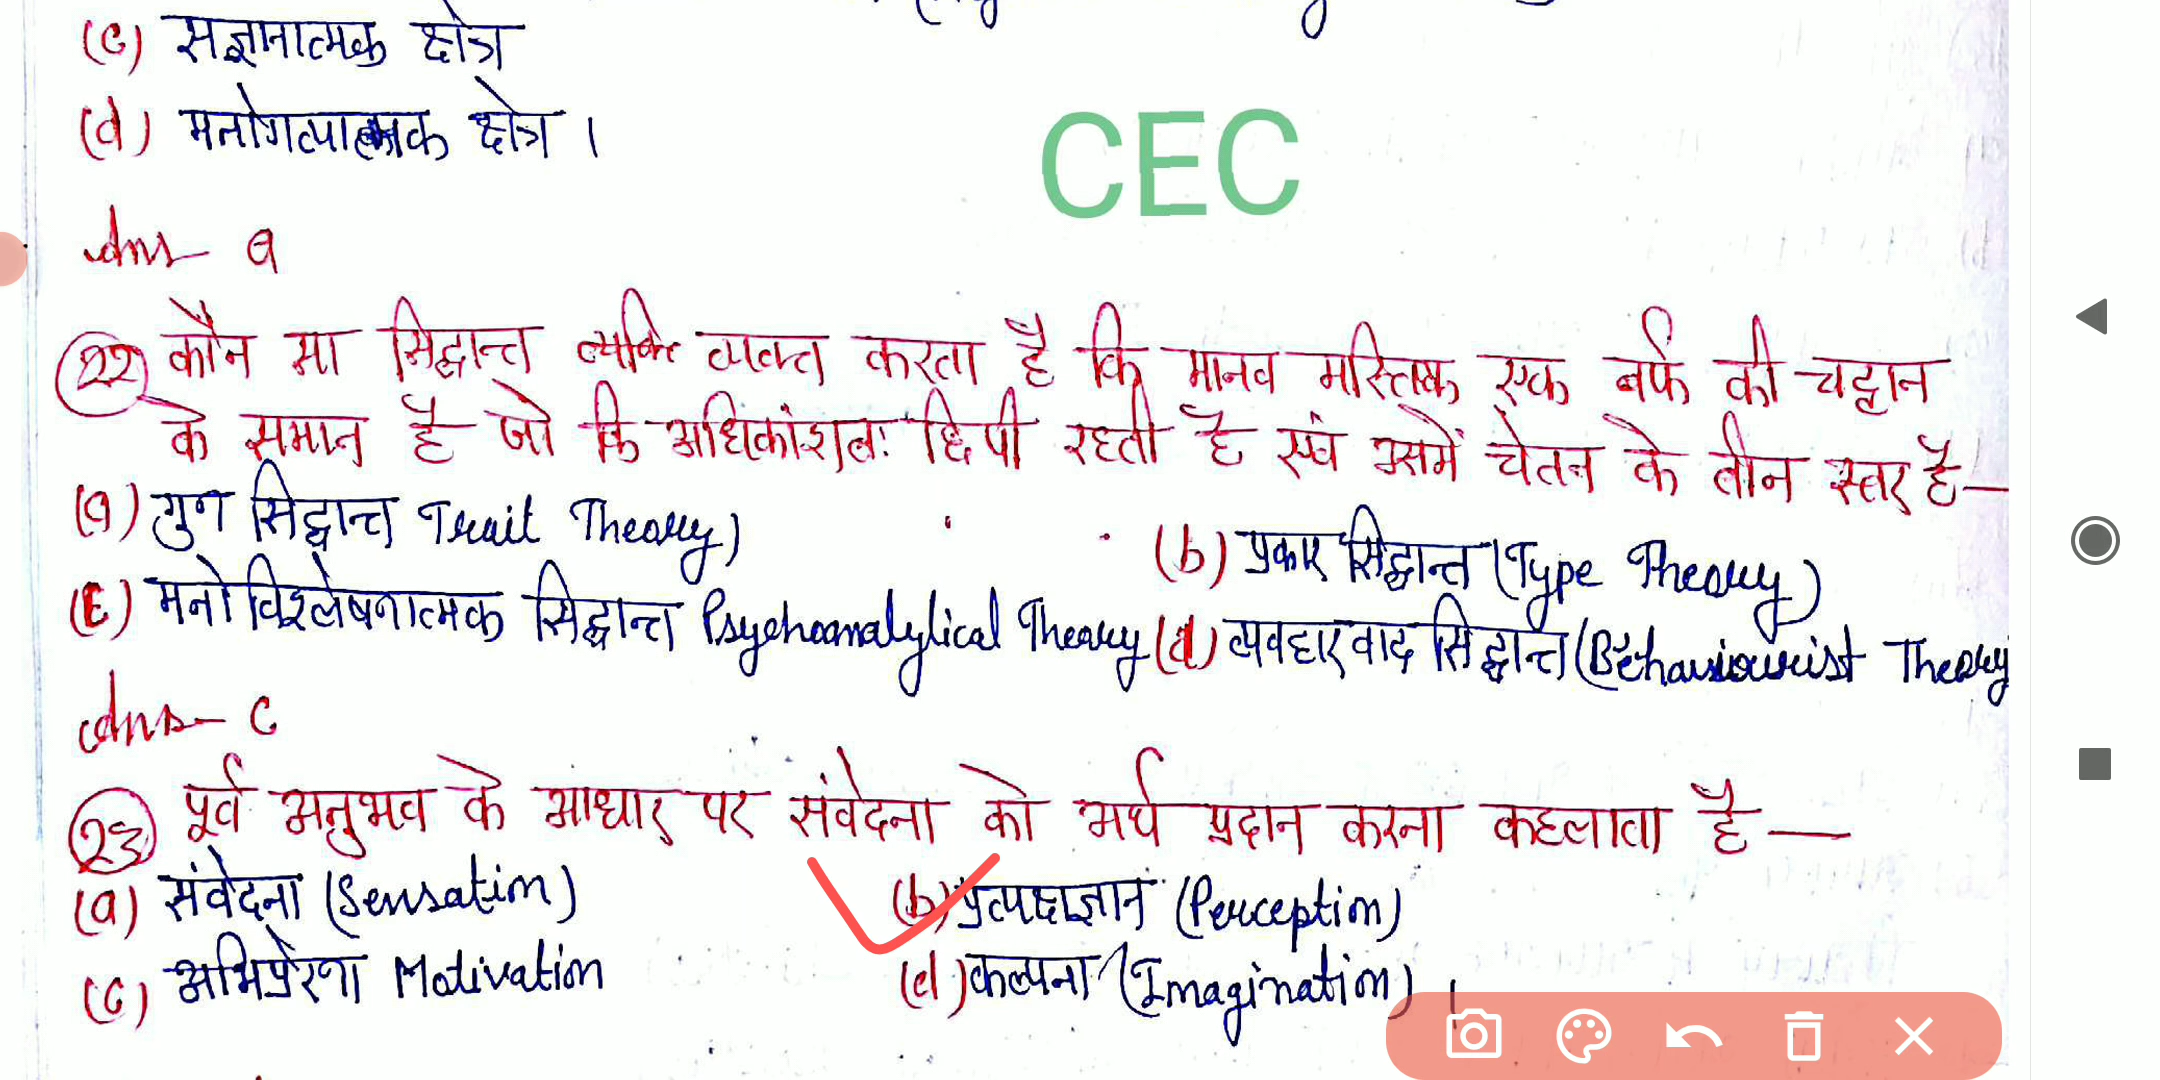 (c) सज्ञानात्मक क्षेत्र
(d) मनोगत्यात्मक क्षेत्र ।
CEC
Ans- a
22 कौन सा सिद्धान्त व्यक्ति व्यक्त करता है कि मानव मस्तिष्क एक बर्फ की चट्टान
के समान है जो कि अधिकांशतः छिपी रहती है एवं उसमें चेतन के तीन स्तर है—
(a) गुण सिद्धान्त Trait Theory)
(b) प्रकार सिद्धान्त (Type Theory)
(c) मनोविश्लेषणात्मक सिद्धान्त Psychoanalytical Theory (d) व्यवहारवाद सिद्धान्त (Behaviourist Theory
Ans- c
23 पूर्व अनुभव के आधार पर संवेदना को अर्थ प्रदान करना कहलाता है —
(a) संवेदना (Sensation)
(b) प्रत्यक्षज्ञान (Perception)
(c) अभिप्रेरणा Motivation
(d) कल्पना (Imagination) ।